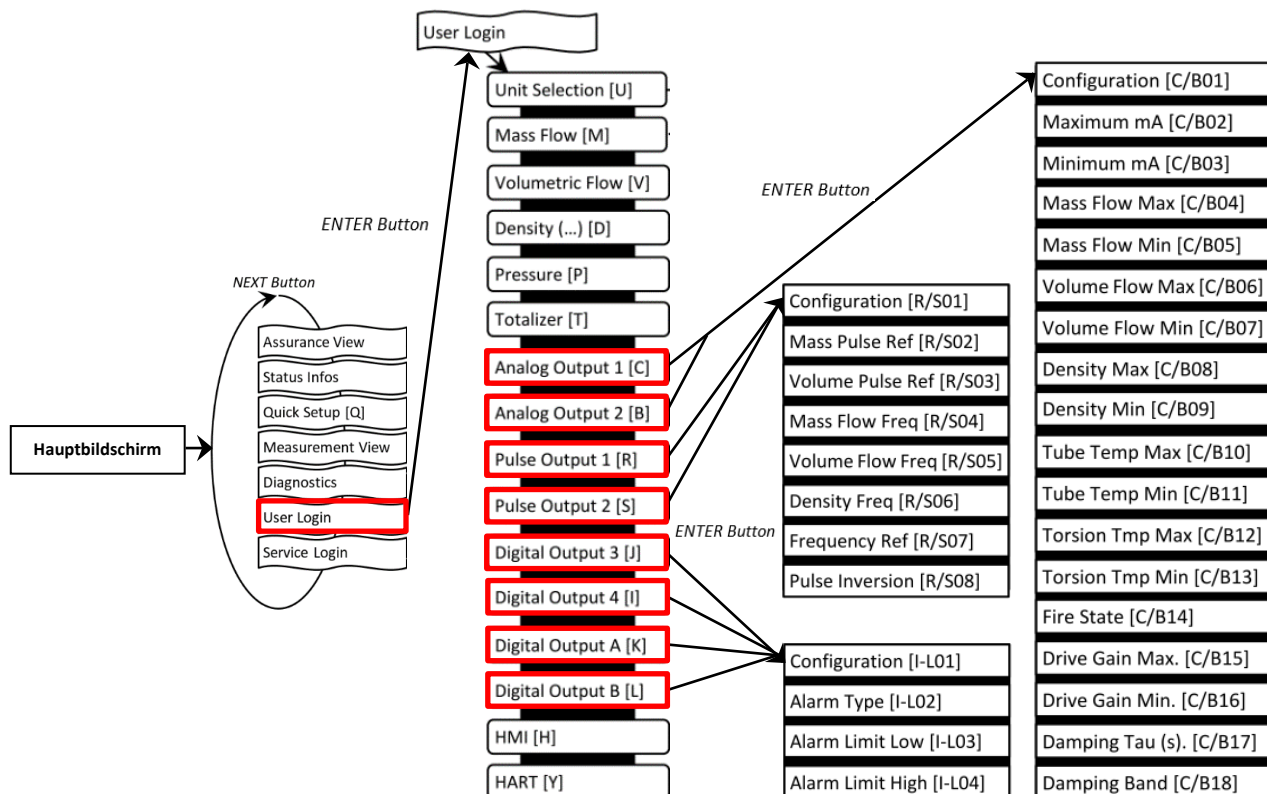 User Login
Unit Selection [U]
Mass Flow [M]
Volumetric Flow [V]
Density (...) [D]
Pressure [P]
Totalizer [T]
Analog Output 1 [C]
Analog Output 2 [B]
Pulse Output 1 [R]
Pulse Output 2 [S]
Digital Output 3 [J]
Digital Output 4 [I]
Digital Output A [K]
Digital Output B [L]
HMI [H]
HART [Y]
ENTER Button
NEXT Button
Assurance View
Status Infos
Quick Setup [Q]
Measurement View
Diagnostics
User Login
Service Login
Hauptbildschirm
ENTER Button
Configuration [R/S01]
Mass Pulse Ref [R/S02]
Volume Pulse Ref [R/S03]
Mass Flow Freq [R/S04]
Volume Flow Freq [R/S05]
Density Freq [R/S06]
Frequency Ref [R/S07]
Pulse Inversion [R/S08]
ENTER Button
Configuration [I-L01]
Alarm Type [I-L02]
Alarm Limit Low [I-L03]
Alarm Limit High [I-L04]
Configuration [C/B01]
Maximum mA [C/B02]
Minimum mA [C/B03]
Mass Flow Max [C/B04]
Mass Flow Min [C/B05]
Volume Flow Max [C/B06]
Volume Flow Min [C/B07]
Density Max [C/B08]
Density Min [C/B09]
Tube Temp Max [C/B10]
Tube Temp Min [C/B11]
Torsion Tmp Max [C/B12]
Torsion Tmp Min [C/B13]
Fire State [C/B14]
Drive Gain Max. [C/B15]
Drive Gain Min. [C/B16]
Damping Tau (s). [C/B17]
Damping Band [C/B18]